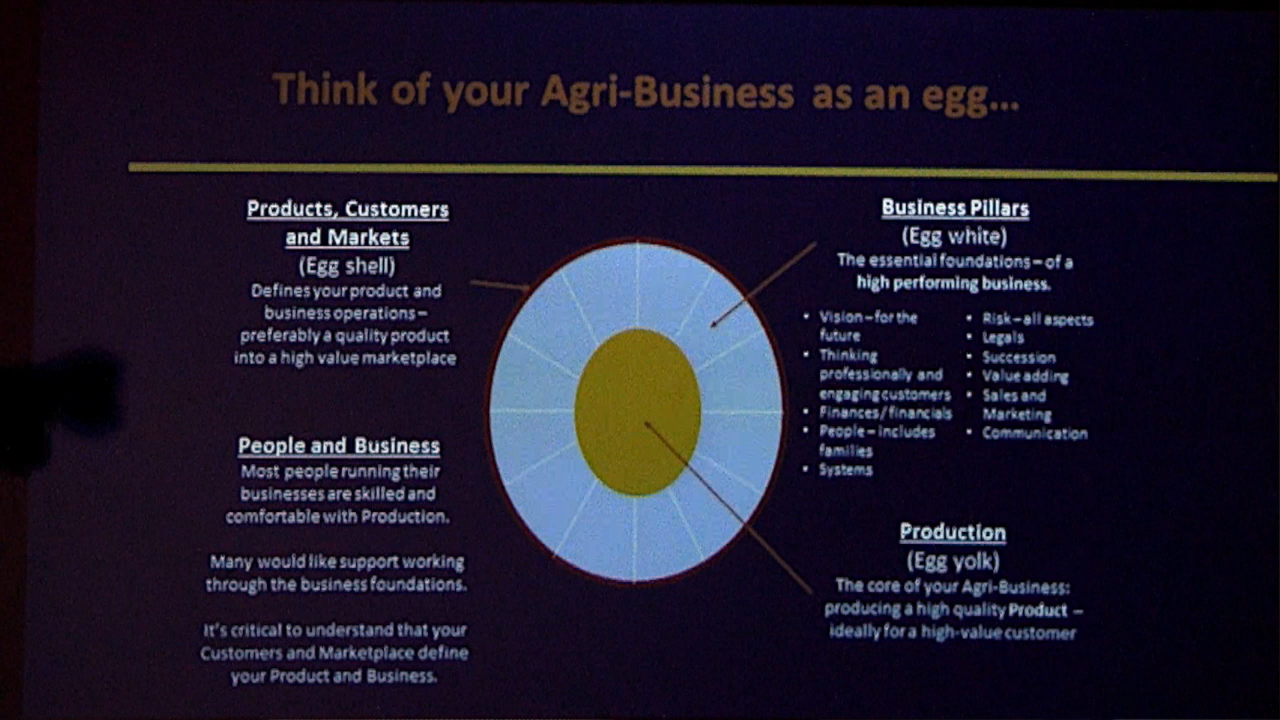 Think of your Agri-Business as an egg...
Products, Customers
and Markets
(Egg shell)
Defines your product and
business operations –
preferably a quality product
into a high value marketplace
People and Business
Most people running their
businesses are skilled and
comfortable with Production.
Many would like support working
through the business foundations.
It's critical to understand that your
Customers and Marketplace define
your Product and Business.
Business Pillars
(Egg white)
The essential foundations – of a
high performing business.
• Vision – for the
future
• Thinking
professionally and
engaging customers
• Finances/financials
• People – includes
families
• Systems
• Risk – all aspects
• Legals
• Succession
• Value adding
• Sales and
Marketing
• Communication
Production
(Egg yolk)
The core of your Agri-Business:
producing a high quality Product –
ideally for a high-value customer